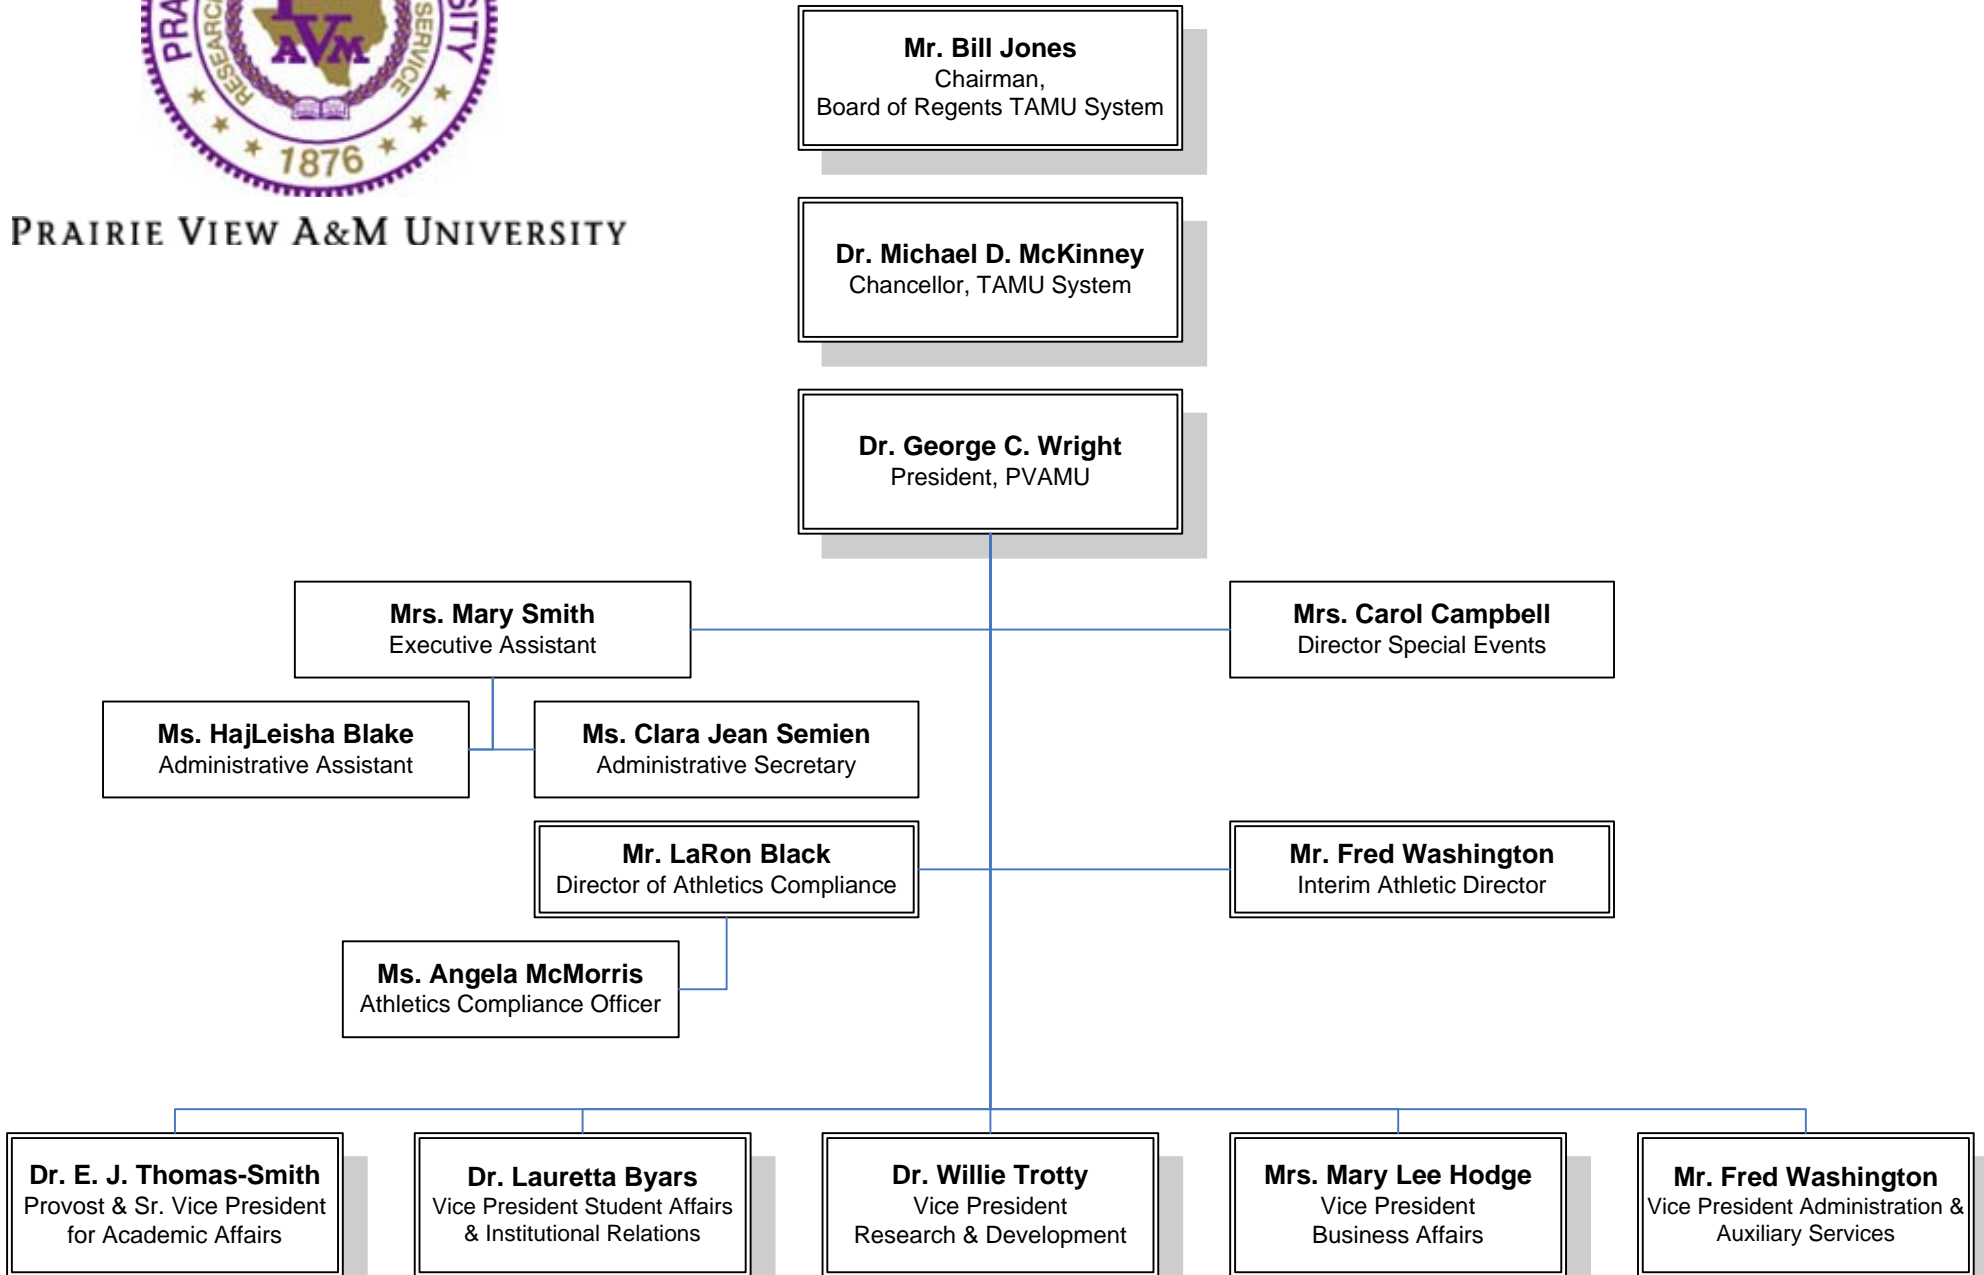 PRA
SITY
RESEARC
SERVICE
AVM
1876
PRAIRIE VIEW A&M UNIVERSITY
Mr. Bill Jones
Chairman,
Board of Regents TAMU System
Dr. Michael D. McKinney
Chancellor, TAMU System
Dr. George C. Wright
President, PVAMU
Mrs. Mary Smith
Executive Assistant
Mrs. Carol Campbell
Director Special Events
Ms. HajLeisha Blake
Administrative Assistant
Ms. Clara Jean Semien
Administrative Secretary
Mr. LaRon Black
Director of Athletics Compliance
Mr. Fred Washington
Interim Athletic Director
Ms. Angela McMorris
Athletics Compliance Officer
Dr. E. J. Thomas-Smith
Provost & Sr. Vice President
for Academic Affairs
Dr. Lauretta Byars
Vice President Student Affairs
& Institutional Relations
Dr. Willie Trotty
Vice President
Research & Development
Mrs. Mary Lee Hodge
Vice President
Business Affairs
Mr. Fred Washington
Vice President Administration &
Auxiliary Services